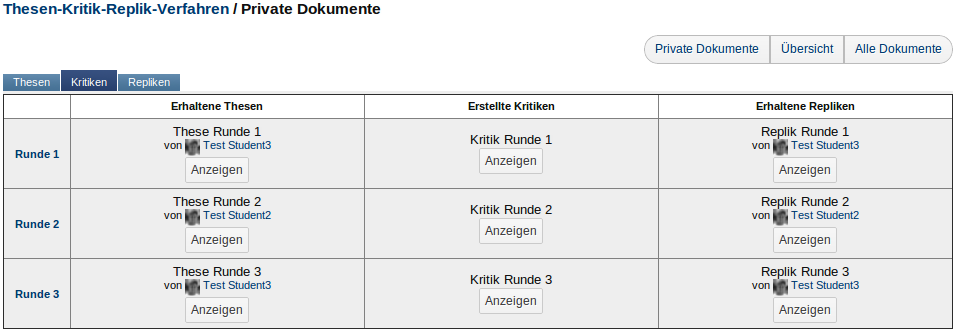 Thesen-Kritik-Replik-Verfahren / Private Dokumente
Private Dokumente Übersicht Alle Dokumente
Thesen Kritiken Repliken
Erhaltene Thesen Erstellte Kritiken Erhaltene Repliken
Runde 1
These Runde 1
von Test Student3
Anzeigen
Kritik Runde 1
Anzeigen
Replik Runde 1
von Test Student3
Anzeigen
Runde 2
These Runde 2
von Test Student2
Anzeigen
Kritik Runde 2
Anzeigen
Replik Runde 2
von Test Student2
Anzeigen
Runde 3
These Runde 3
von Test Student3
Anzeigen
Kritik Runde 3
Anzeigen
Replik Runde 3
von Test Student3
Anzeigen